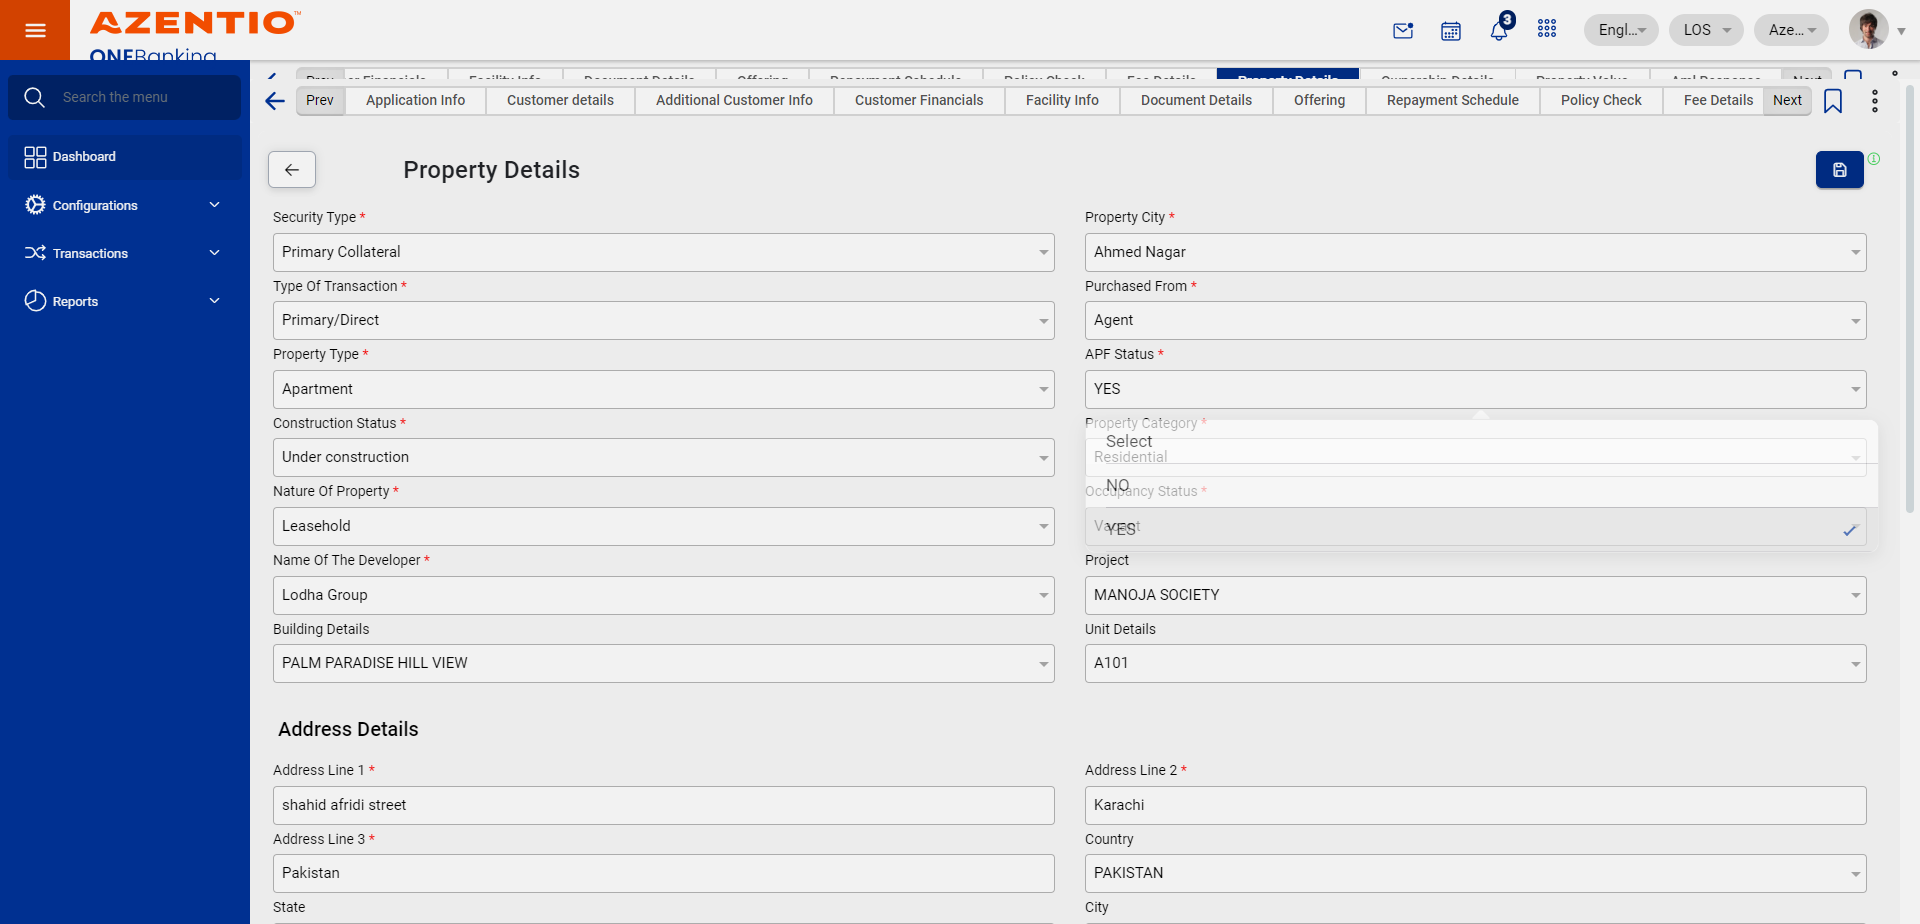 AZENTIO™
ONEBanking
3
Engl...
LOS
Aze...
Search the menu
Dashboard
Configurations
Transactions
Reports
Prev
Application Info
Customer details
Additional Customer Info
Customer Financials
Facility Info
Document Details
Offering
Repayment Schedule
Policy Check
Fee Details
Next
Property Details
Security Type *
Primary Collateral
Property City *
Ahmed Nagar
Type Of Transaction *
Primary/Direct
Purchased From *
Agent
Property Type *
Apartment
APF Status *
YES
Construction Status *
Under construction
Property Category *
Residential
Select
NO
YES
Nature Of Property *
Leasehold
Occupancy Status *
Vacant
Name Of The Developer *
Lodha Group
Project
MANOJA SOCIETY
Building Details
PALM PARADISE HILL VIEW
Unit Details
A101
Address Details
Address Line 1 *
shahid afridi street
Address Line 2 *
Karachi
Address Line 3 *
Pakistan
Country
PAKISTAN
State
City